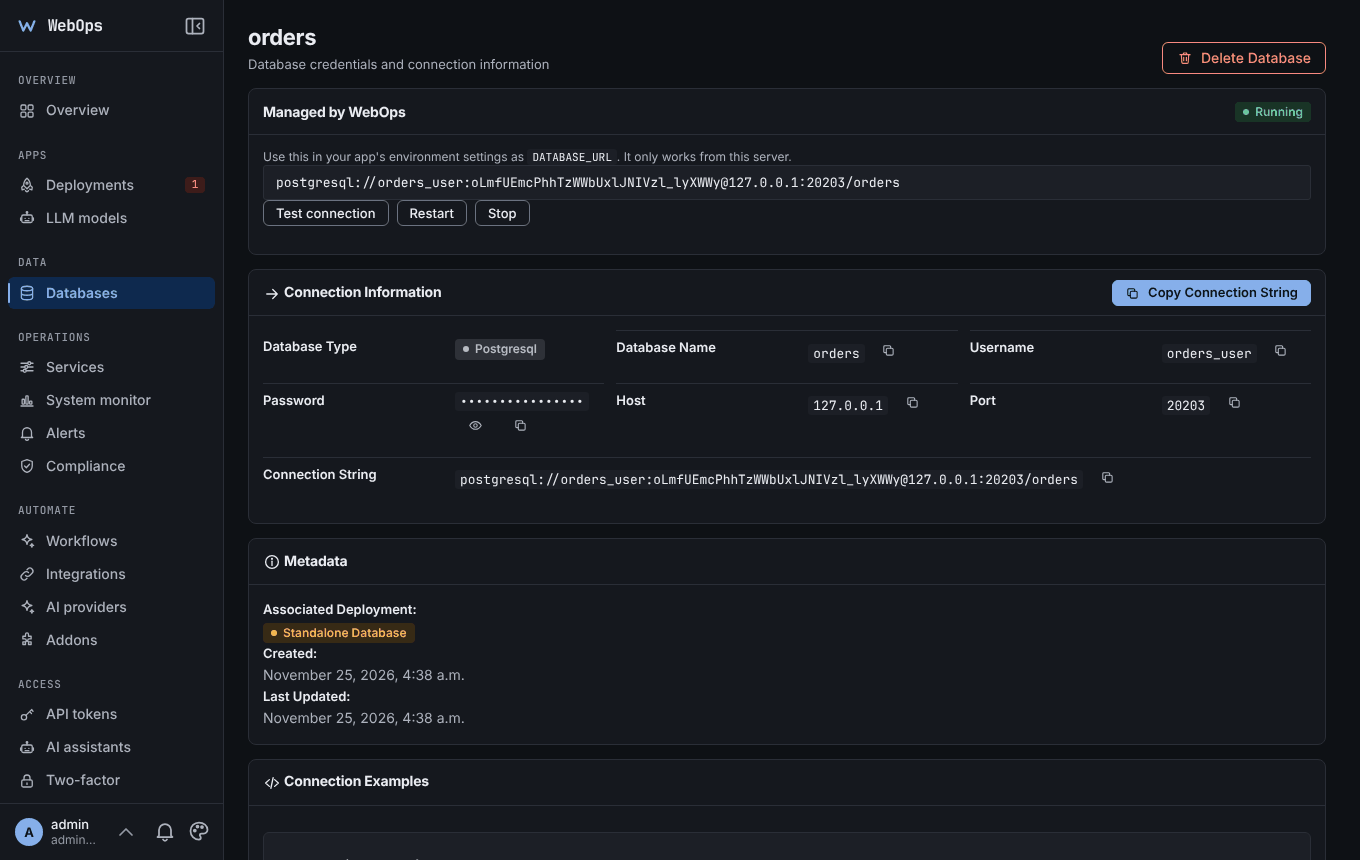 WebOps
OVERVIEW
Overview
APPS
Deployments 1
LLM models
DATA
Databases
OPERATIONS
Services
System monitor
Alerts
Compliance
AUTOMATE
Workflows
Integrations
AI providers
Addons
ACCESS
API tokens
AI assistants
Two-factor
A admin
admin...
orders
Database credentials and connection information
Delete Database
Managed by WebOps
Running
Use this in your app's environment settings as DATABASE_URL . It only works from this server.
postgresql://orders_user:oLmfUEmcPhhTzWWbUxlJNIVzl_lyXWWy@127.0.0.1:20203/orders
Test connection Restart Stop
Connection Information
Copy Connection String
Database Type Postgresql Database Name orders Username orders_user
Password •••••••••••••••• Host 127.0.0.1 Port 20203
Connection String postgresql://orders_user:oLmfUEmcPhhTzWWbUxlJNIVzl_lyXWWy@127.0.0.1:20203/orders
Metadata
Associated Deployment:
Standalone Database
Created:
November 25, 2026, 4:38 a.m.
Last Updated:
November 25, 2026, 4:38 a.m.
Connection Examples